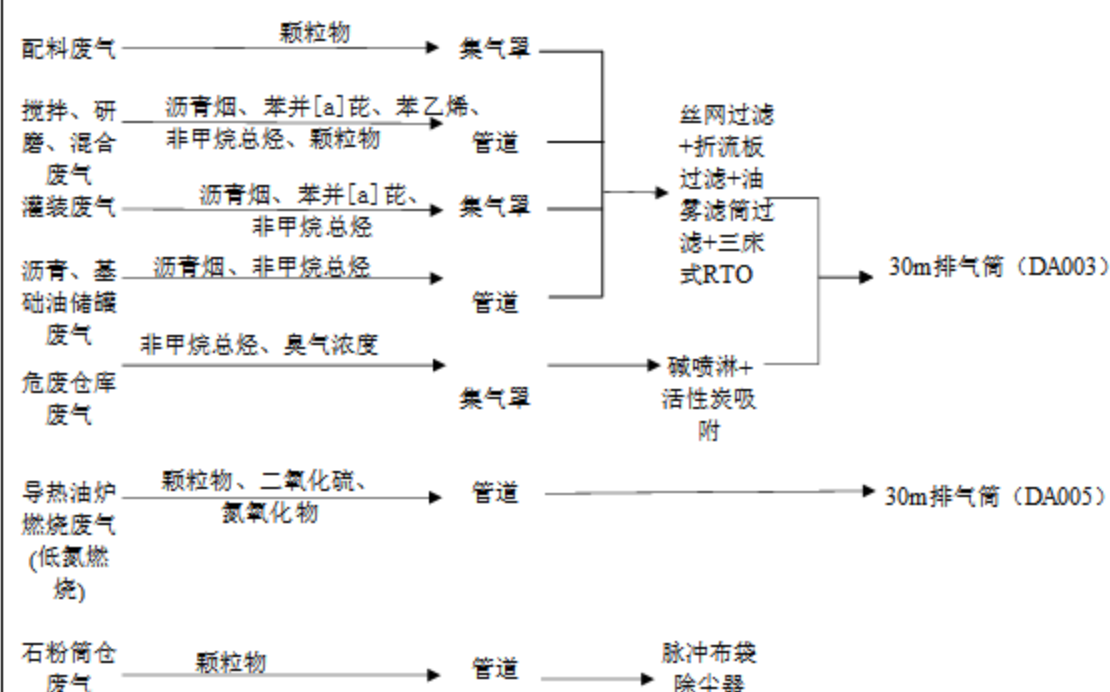 配料废气
颗粒物
集气罩
搅拌、研
磨、混合
废气
沥青烟、苯并[a]芘、苯乙烯、
非甲烷总烃、颗粒物
管道
灌装废气
沥青烟、苯并[a]芘、
非甲烷总烃
集气罩
沥青、基
础油储罐
废气
沥青烟、非甲烷总烃
管道
丝网过滤
+折流板
过滤+油
雾滤筒过
滤+三床
式RTO
30m排气筒（DA003）
危废仓库
废气
非甲烷总烃、臭气浓度
集气罩
碱喷淋+
活性炭吸
附
导热油炉
燃烧废气
(低氮燃
烧)
颗粒物、二氧化硫、
氮氧化物
管道
30m排气筒（DA005）
石粉筒仓
废气
颗粒物
管道
脉冲布袋
除尘器